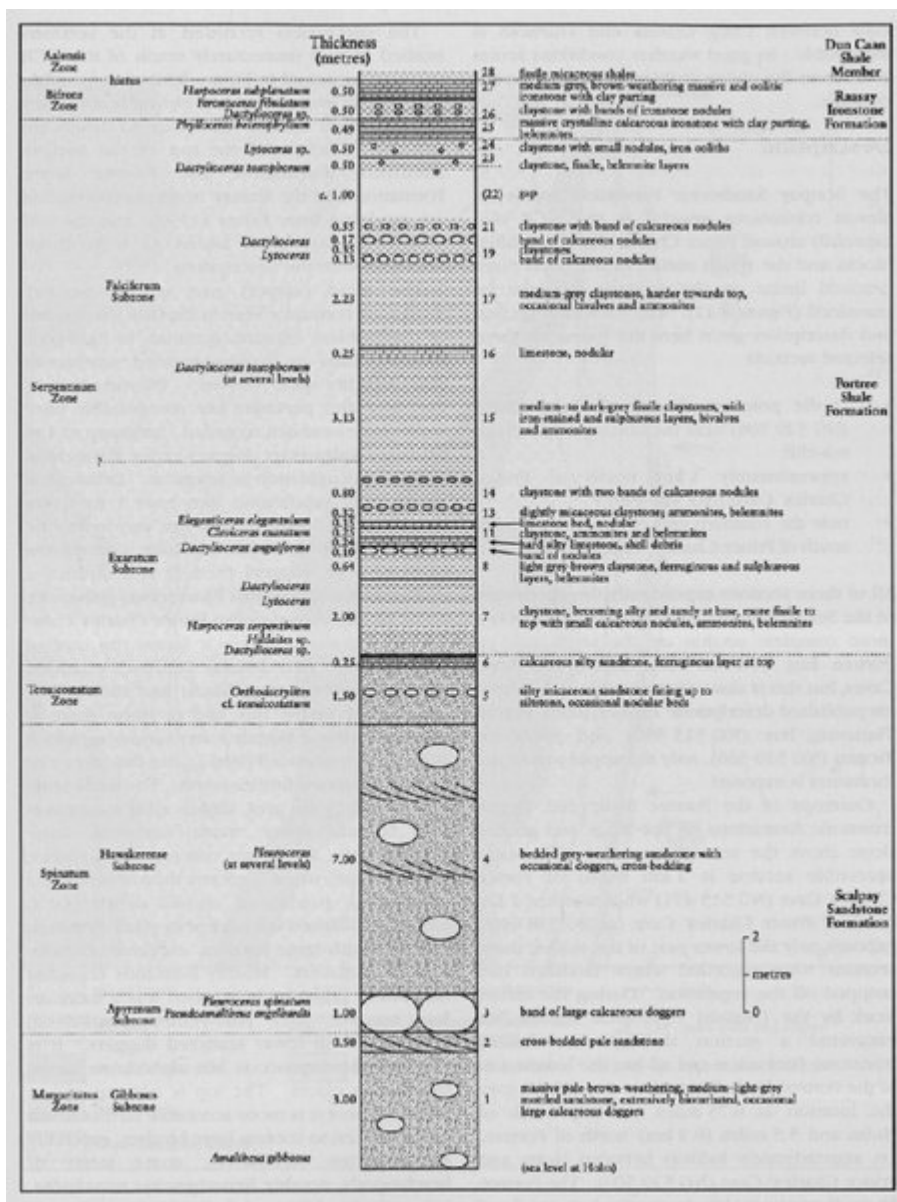 Thickness
(metres)
Aalensis
Zone
hiatus
28
fissile micaceous shales
Dun Caan
Shale
Member
Bifrons
Zone
Harpoceras subplanatum
0.50
27
medium grey, brown-weathering massive and oolitic
ironstone with clay parting
Raasay
Ironstone
Formation
Peronoceras fibulatum
Dactylioceras sp.
0.50
26
claystone with bands of ironstone nodules
Phylloceras heterophyllum
0.49
25
massive crystalline calcareous ironstone with clay parting,
belemnites
Lytoceras sp.
0.50
24
claystone with small nodules, iron ooliths
Dactylioceras toxophorum
0.50
23
claystone, fissile, belemnite layers
c. 1.00
(22)
gap
0.35
21
claystone with band of calcareous nodules
Dactylioceras
0.17
band of calcareous nodules
claystone
Lytoceras
0.15
19
band of calcareous nodules
Falciferum
Subzone
2.23
17
medium-grey claystones, harder towards top,
occasional bivalves and ammonites
0.25
16
limestone, nodular
Dactylioceras toxophorum
(at several levels)
Serpentinum
Zone
Portree
Shale
Formation
3.13
15
medium- to dark-grey fissile claystones, with
iron-stained and sulphurous layers, bivalves
and ammonites
?
0.80
14
claystone with two bands of calcareous nodules
0.32
13
slightly micaceous claystone; ammonites, belemnites
Eleganticeras elegantulum
0.15
limestone bed, nodular
Cleviceras exaratum
11
claystone, ammonites and belemnites
0.24
hard silty limestone, shell debris
Dactylioceras anguiforme
0.10
band of nodules
Exaratum
Subzone
0.64
8
light grey-brown claystone, ferruginous and sulphurous
layers, belemnites
Dactylioceras
Lytoceras
2.00
7
claystone, becoming silty and sandy at base, more fissile to
top with small calcareous nodules, ammonites, belemnites
Harpoceras serpentinum
Hildaites sp.
Dactylioceras sp.
0.25
6
calcareous silty sandstone, ferruginous layer at top
Tenuicostatum
Zone
Orthodactylites
cf. tenuicostatum
1.50
5
silty micaceous sandstone fining up to
siltstone, occasional nodular beds
Spinatum
Zone
Hawskerense
Subzone
Pleuroceras
(at several levels)
7.00
4
bedded grey-weathering sandstone with
occasional doggers, cross bedding
Scalpay
Sandstone
Formation
2
metres
0
Apyrenum
Subzone
Pleuroceras spinatum
Pseudoamaltheus engelhardti
1.00
3
band of large calcareous doggers
0.50
2
cross bedded pale sandstone
Margaritatus
Zone
Gibbosus
Subzone
3.00
1
massive pale brown-weathering, medium-light grey
mottled sandstone, extensively bioturbated, occasional
large calcareous doggers
Amaltheus gibbosus
(sea level at Holm)